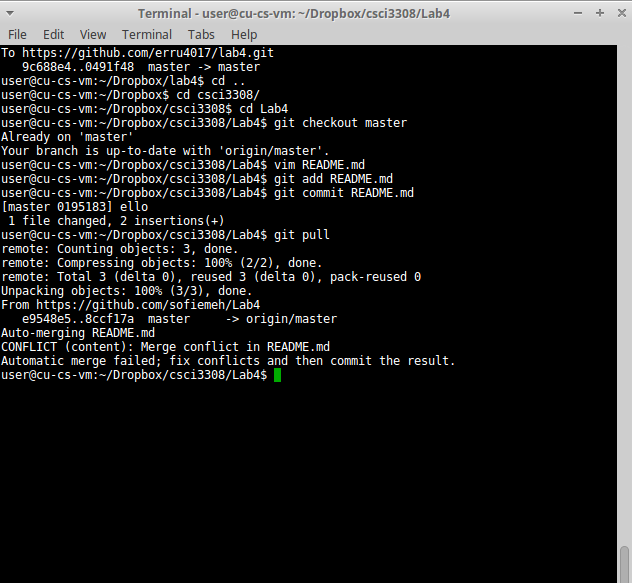 Terminal - user@cu-cs-vm: ~/Dropbox/csci3308/Lab4
File Edit View Terminal Tabs Help
To https://github.com/erru4017/lab4.git
   9c688e4..0491f48  master -> master
user@cu-cs-vm:~/Dropbox/lab4$ cd ..
user@cu-cs-vm:~/Dropbox$ cd csci3308/
user@cu-cs-vm:~/Dropbox/csci3308$ cd Lab4
user@cu-cs-vm:~/Dropbox/csci3308/Lab4$ git checkout master
Already on 'master'
Your branch is up-to-date with 'origin/master'.
user@cu-cs-vm:~/Dropbox/csci3308/Lab4$ vim README.md
user@cu-cs-vm:~/Dropbox/csci3308/Lab4$ git add README.md
user@cu-cs-vm:~/Dropbox/csci3308/Lab4$ git commit README.md
[master 0195183] ello
 1 file changed, 2 insertions(+)
user@cu-cs-vm:~/Dropbox/csci3308/Lab4$ git pull
remote: Counting objects: 3, done.
remote: Compressing objects: 100% (2/2), done.
remote: Total 3 (delta 0), reused 3 (delta 0), pack-reused 0
Unpacking objects: 100% (3/3), done.
From https://github.com/sofiemeh/Lab4
   e9548e5..8ccf17a  master     -> origin/master
Auto-merging README.md
CONFLICT (content): Merge conflict in README.md
Automatic merge failed; fix conflicts and then commit the result.
user@cu-cs-vm:~/Dropbox/csci3308/Lab4$